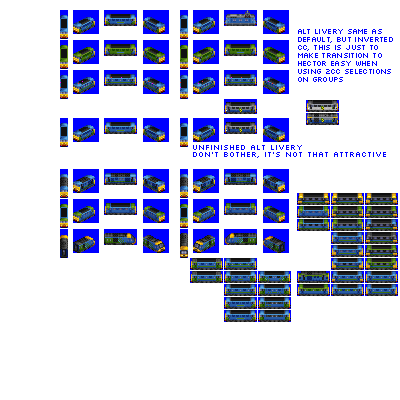 ALT LIVERY SAME AS
DEFAULT, BUT INVERTED
CC, THIS IS JUST TO
MAKE TRANSITION TO
HECTOR EASY WHEN
USING 2CC SELECTIONS
ON GROUPS
UNFINISHED ALT LIVERY
DON'T BOTHER, IT'S NOT THAT ATTRACTIVE